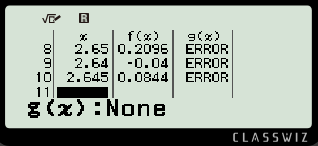 √▱ R
x f(x) g(x)
8 2.65 0.2096 ERROR
9 2.64 -0.04 ERROR
10 2.645 0.0844 ERROR
11
g(x):None
CLASSWIZ